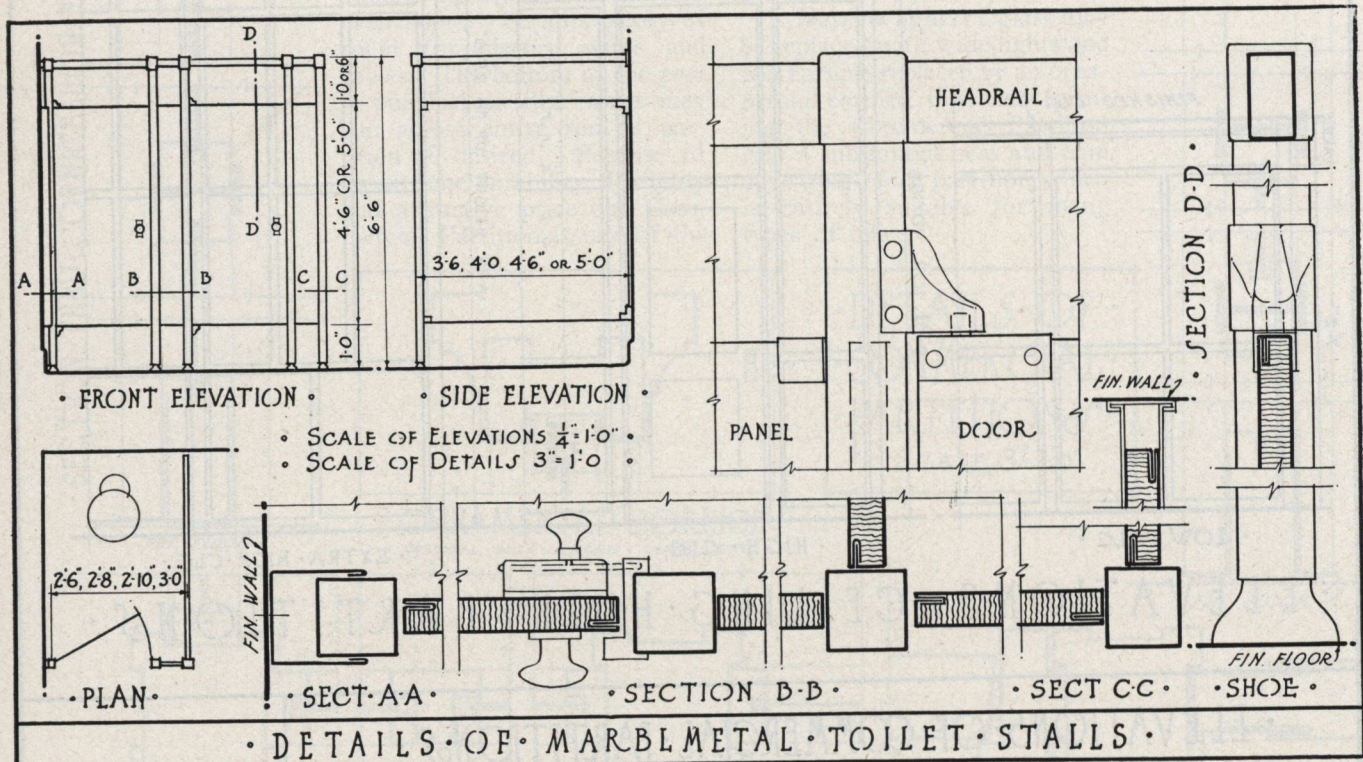 D
1'·0" OR 6"
4'·6" OR 5'·0"
6'·6"
D
A A B B C C
1'·0"
3'·6", 4'·0", 4'·6", OR 5'·0"
· FRONT ELEVATION ·
· SIDE ELEVATION ·
· SCALE OF ELEVATIONS 1/4"=1'·0" ·
· SCALE OF DETAILS 3"=1'·0 ·
HEADRAIL
PANEL
DOOR
SECTION D·D·
FIN. WALL
2'·6", 2'·8", 2'·10", 3'·0"
FIN. WALL
FIN. FLOOR
· PLAN ·
· SECT· A·A·
· SECTION B·B ·
· SECT C·C ·
· SHOE ·
· DETAILS · OF · MARBLMETAL · TOILET · STALLS ·